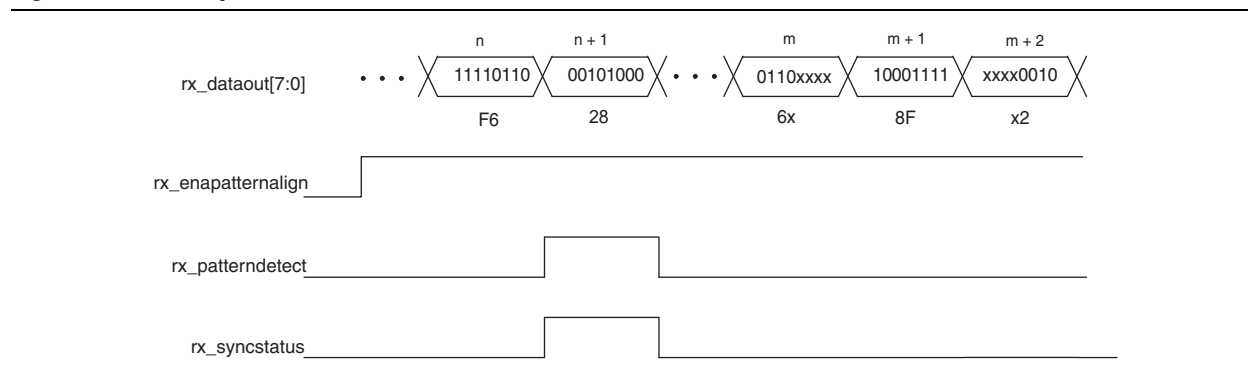 n n + 1 m m + 1 m + 2
rx_dataout[7:0] • • • 11110110 00101000 • • • 0110xxxx 10001111 xxxx0010
F6 28 6x 8F x2
rx_enapatternalign
rx_patterndetect
rx_syncstatus